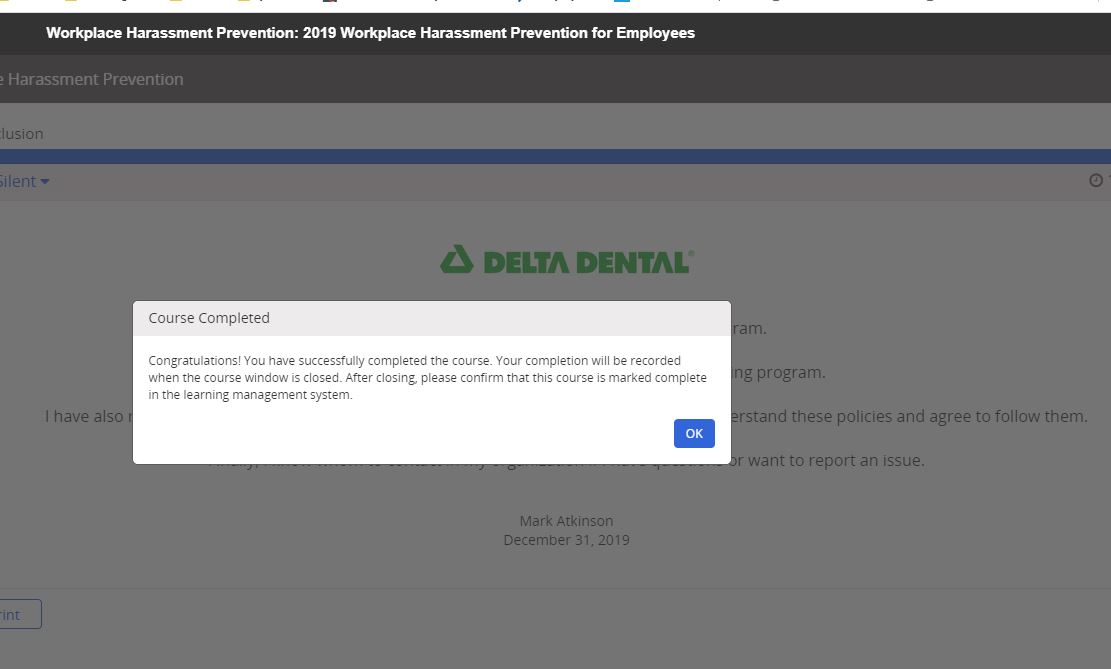 Workplace Harassment Prevention: 2019 Workplace Harassment Prevention for Employees
Harassment Prevention
clusion
Silent
DELTA DENTAL®
Course Completed
ram.
Congratulations! You have successfully completed the course. Your completion will be recorded
when the course window is closed. After closing, please confirm that this course is marked complete
in the learning management system.
ing program.
I have also
erstand these policies and agree to follow them.
OK
or want to report an issue.
Mark Atkinson
December 31, 2019
rint